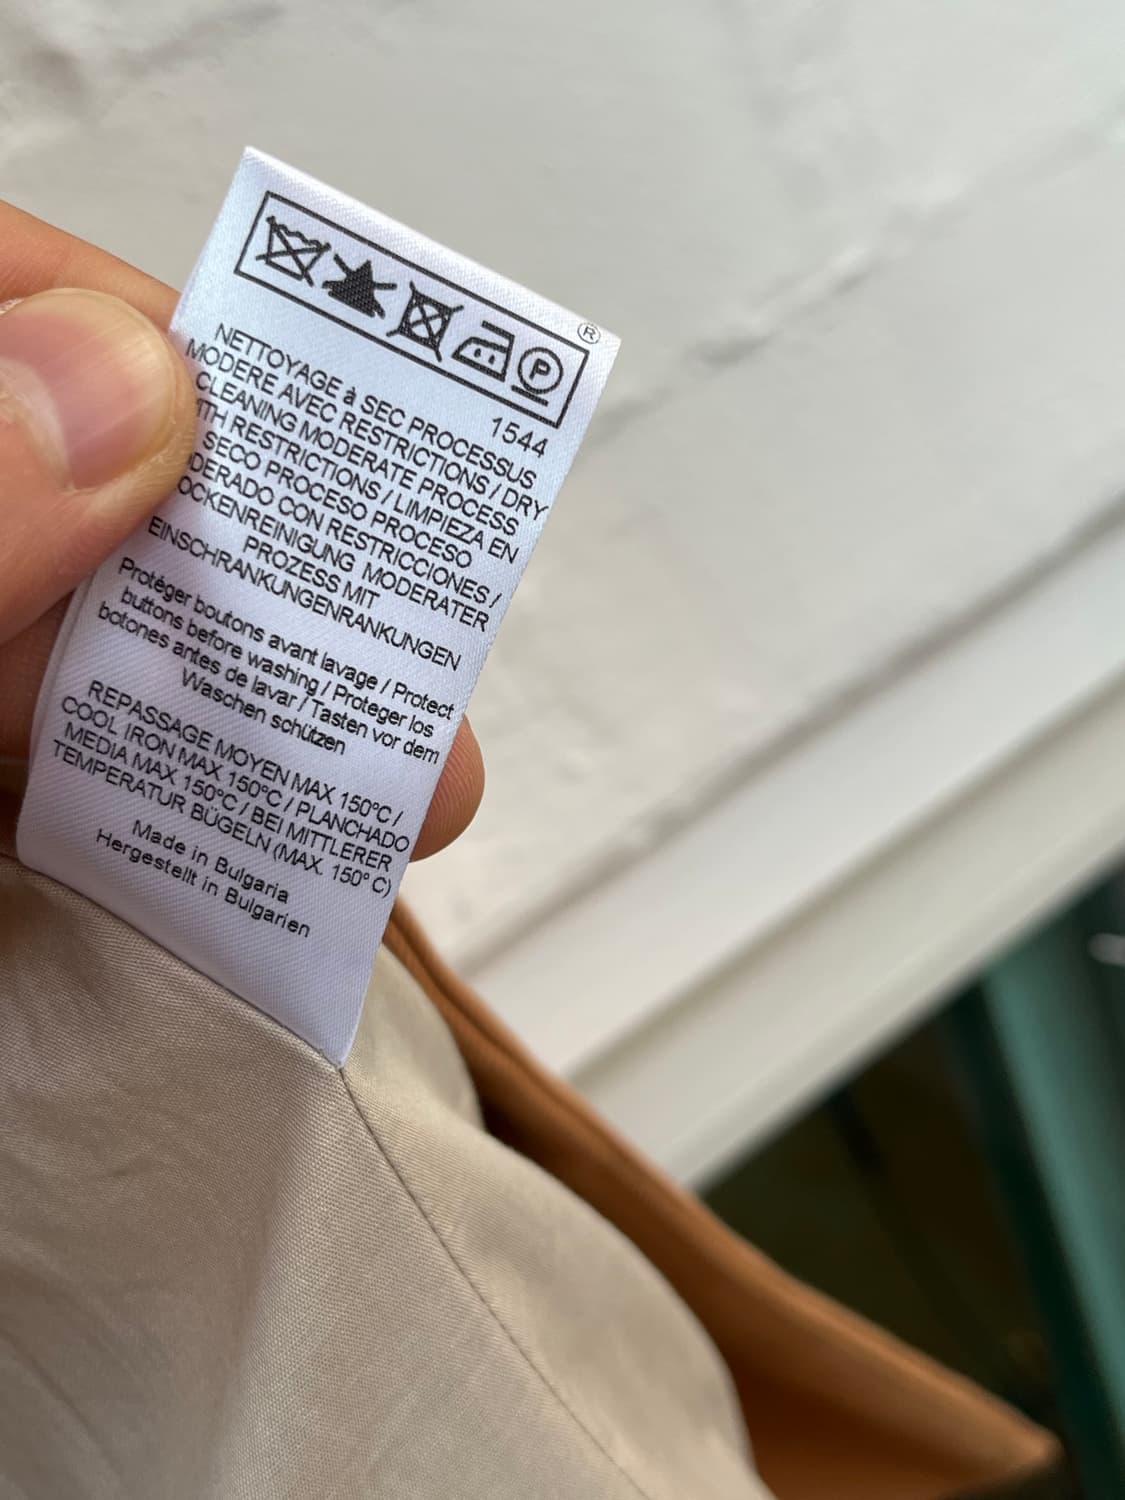 ®
P
1544
NETTOYAGE à SEC PROCESSUS
MODERE AVEC RESTRICTIONS / DRY
CLEANING MODERATE PROCESS
RESTRICTIONS / LIMPIEZA EN
SECO PROCESO PROCESO
CON RESTRICCIONES /
MODERATER
PROZESS MIT
EINSCHRANKUNGENRANKUNGEN
Protéger boutons avant lavage / Protect
buttons before washing / Proteger los
botones antes de lavar / Tasten vor dem
Waschen schützen
REPASSAGE MOYEN MAX 150°C /
COOL IRON MAX 150°C / PLANCHADO
MEDIA MAX 150°C / BEI MITTLERER
TEMPERATUR BÜGELN (MAX. 150° C)
Made in Bulgaria
Hergestellt in Bulgarien